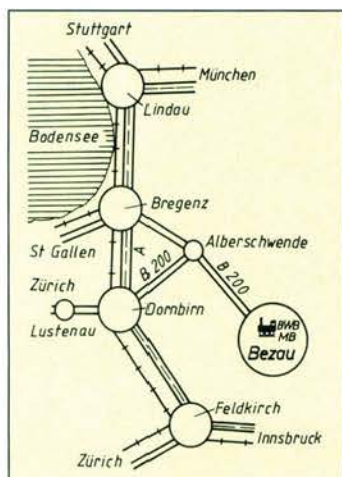 Stuttgart
München
Lindau
Bodensee
Bregenz
St Gallen
A
B 200
Alberschwende
B 200
Zürich
Lustenau
Dornbirn
BWB
MB
Bezau
Feldkirch
Innsbruck
Zürich